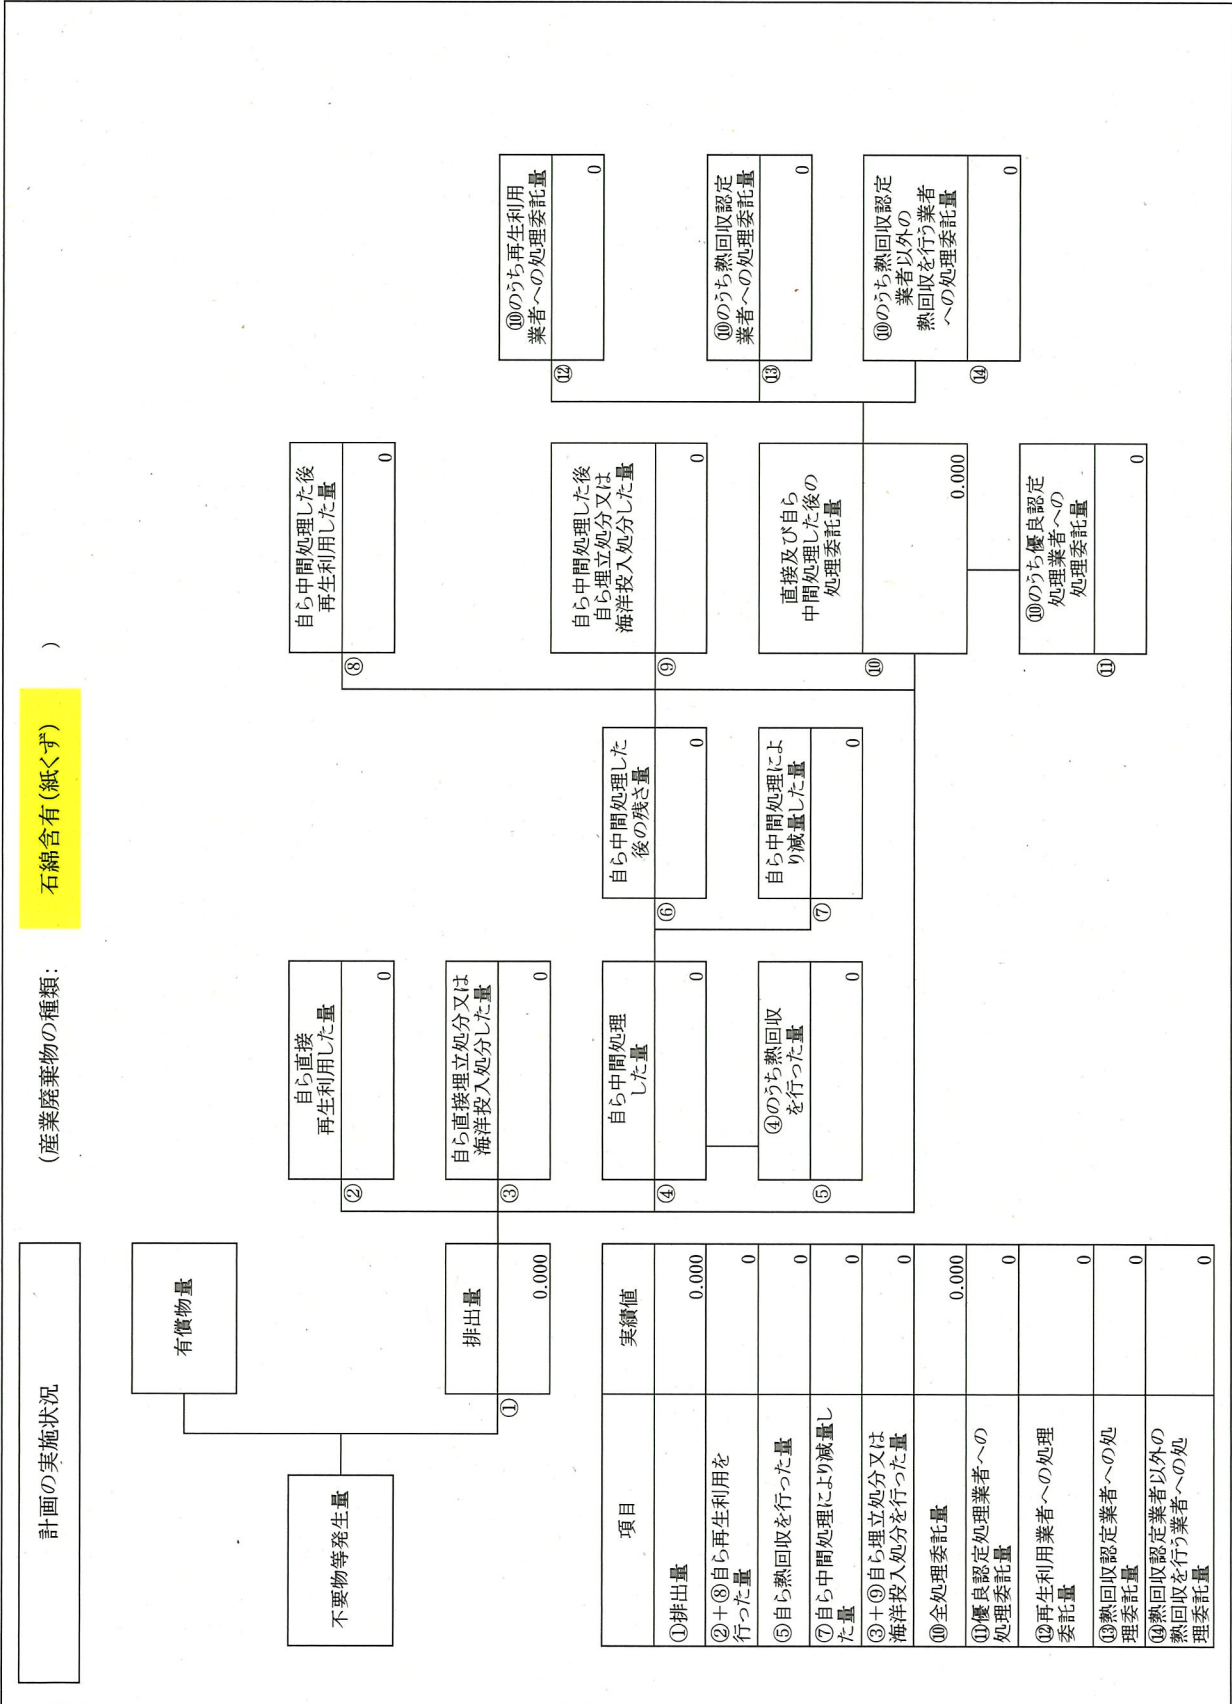 計画の実施状況
(産業廃棄物の種類: 石綿含有(紙くず) )
不要物等発生量
有償物量
①
排出量
0.000
②
自ら直接
再生利用した量
0
③
自ら直接埋立処分又は
海洋投入処分した量
0
④
自ら中間処理
した量
0
⑤
④のうち熱回収
を行った量
0
⑥
自ら中間処理した
後の残さ量
0
⑦
自ら中間処理によ
り減量した量
0
⑧
自ら中間処理した後
再生利用した量
0
⑨
自ら中間処理した後
自ら埋立処分又は
海洋投入処分した量
0
⑩
直接及び自ら
中間処理した後の
処理委託量
0.000
⑪
⑩のうち優良認定
処理業者への
処理委託量
0
⑫
⑩のうち再生利用
業者への処理委託量
0
⑬
⑩のうち熱回収認定
業者への処理委託量
0
⑭
⑩のうち熱回収認定
業者以外の
熱回収を行う業者
への処理委託量
0
項目 実績値
①排出量 0.000
②+⑧自ら再生利用を
行った量 0
⑤自ら熱回収を行った量 0
⑦自ら中間処理により減量し
た量 0
③+⑨自ら埋立処分又は
海洋投入処分を行った量 0
⑩全処理委託量 0.000
⑪優良認定処理業者への
処理委託量 0
⑫再生利用業者への処理
委託量 0
⑬熱回収認定業者への処
理委託量 0
⑭熱回収認定業者以外の
熱回収を行う業者への処
理委託量 0